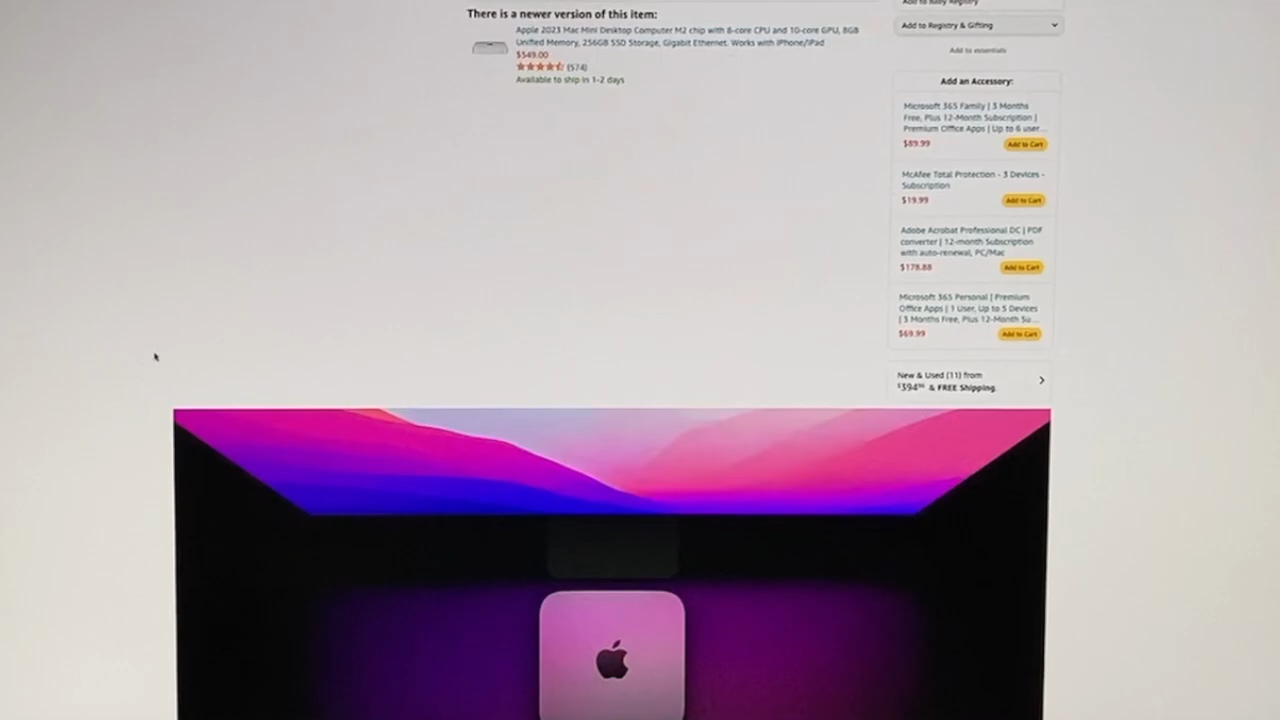 There is a newer version of this item:
Apple 2023 Mac Mini Desktop Computer M2 chip with 8-core CPU and 10-core GPU, 8GB
Unified Memory, 256GB SSD Storage, Gigabit Ethernet. Works with iPhone/iPad
$549.00
(574)
Available to ship in 1-2 days
Add to Baby Registry
Add to Registry & Gifting
Add to essentials
Add an Accessory:
Microsoft 365 Family | 3 Months
Free, Plus 12-Month Subscription |
Premium Office Apps | Up to 6 user...
$89.99
Add to Cart
McAfee Total Protection - 3 Devices -
Subscription
$19.99
Add to Cart
Adobe Acrobat Professional DC | PDF
converter | 12-month Subscription
with auto-renewal, PC/Mac
$178.88
Add to Cart
Microsoft 365 Personal | Premium
Office Apps | 1 User, Up to 5 Devices
| 3 Months Free, Plus 12-Month Su...
$69.99
Add to Cart
New & Used (11) from
& FREE Shipping.